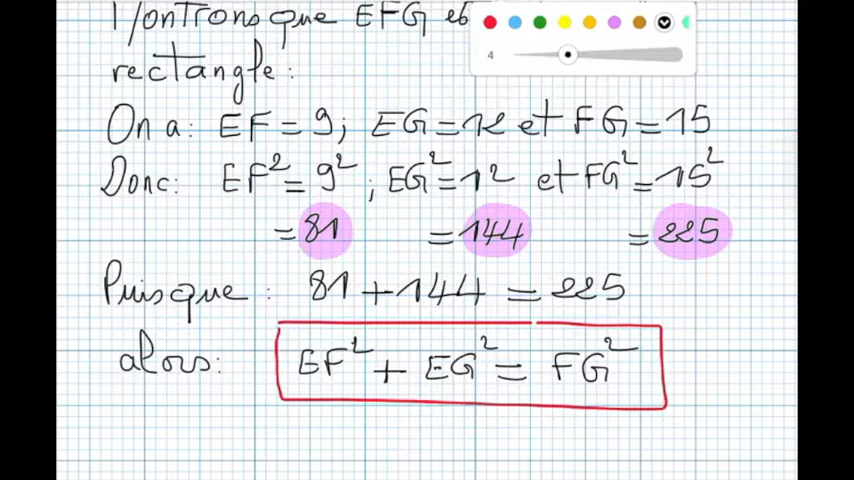 Montrons que EFG est
rectangle:
On a: EF = 9; EG = 12 et FG = 15
Donc: EF² = 9²; EG² = 12 et FG² = 15²
= 81 = 144 = 225
Puisque: 81 + 144 = 225
alors: EF² + EG² = FG²
4